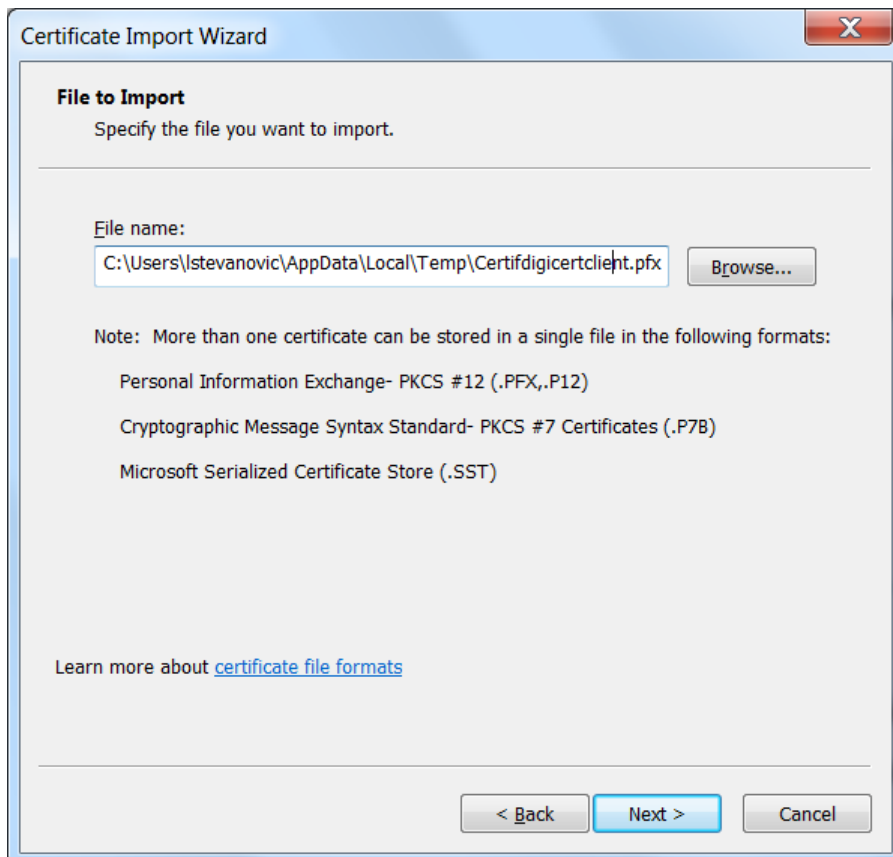 Certificate Import Wizard
X
File to Import
Specify the file you want to import.
File name:
C:\Users\lstevanovic\AppData\Local\Temp\Certifdigicertclient.pfx
Browse...
Note:  More than one certificate can be stored in a single file in the following formats:
Personal Information Exchange- PKCS #12 (.PFX,.P12)
Cryptographic Message Syntax Standard- PKCS #7 Certificates (.P7B)
Microsoft Serialized Certificate Store (.SST)
Learn more about certificate file formats
< Back Next > Cancel